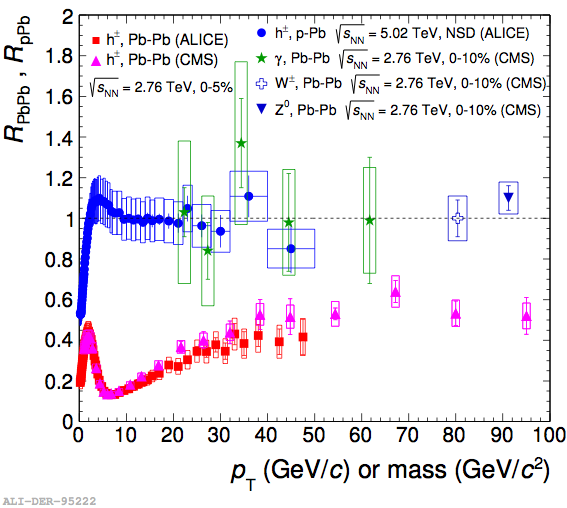 R_PbPb , R_pPb
2
1.8
1.6
1.4
1.2
1
0.8
0.6
0.4
0.2
0
h±, Pb-Pb (ALICE)
h±, Pb-Pb (CMS)
√s_NN = 2.76 TeV, 0-5%
h±, p-Pb √s_NN = 5.02 TeV, NSD (ALICE)
γ, Pb-Pb √s_NN = 2.76 TeV, 0-10% (CMS)
W±, Pb-Pb √s_NN = 2.76 TeV, 0-10% (CMS)
Z⁰, Pb-Pb √s_NN = 2.76 TeV, 0-10% (CMS)
0 10 20 30 40 50 60 70 80 90 100
p_T (GeV/c) or mass (GeV/c²)
ALI-DER-95222